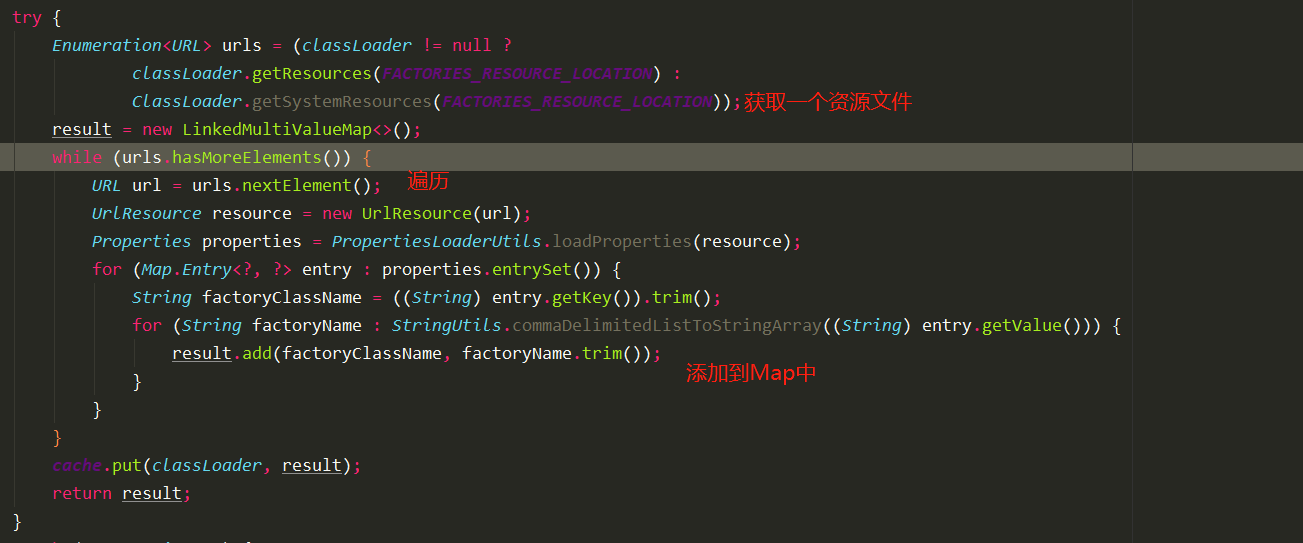 try {
Enumeration<URL> urls = (classLoader != null ?
classLoader.getResources(FACTORIES_RESOURCE_LOCATION) :
ClassLoader.getSystemResources(FACTORIES_RESOURCE_LOCATION));获取一个资源文件
result = new LinkedMultiValueMap<>();
while (urls.hasMoreElements()) {
URL url = urls.nextElement(); 遍历
UrlResource resource = new UrlResource(url);
Properties properties = PropertiesLoaderUtils.loadProperties(resource);
for (Map.Entry<?, ?> entry : properties.entrySet()) {
String factoryClassName = ((String) entry.getKey()).trim();
for (String factoryName : StringUtils.commaDelimitedListToStringArray((String) entry.getValue())) {
result.add(factoryClassName, factoryName.trim());
添加到Map中
}
}
}
cache.put(classLoader, result);
return result;
}